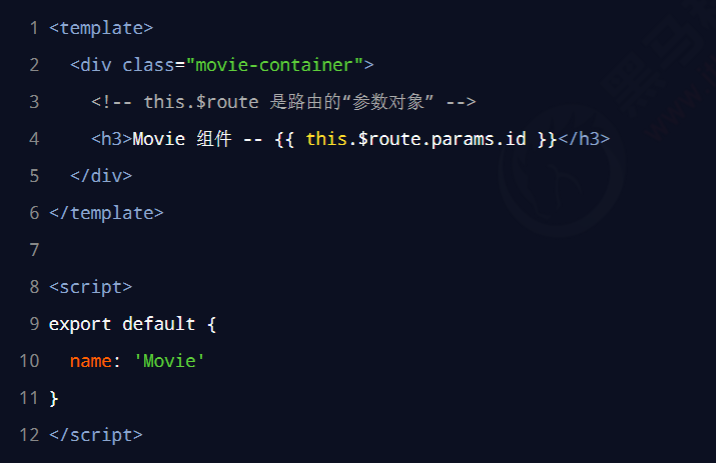 1 <template>
2   <div class="movie-container">
3     <!-- this.$route 是路由的“参数对象” -->
4     <h3>Movie 组件 -- {{ this.$route.params.id }}</h3>
5   </div>
6 </template>
7
8 <script>
9 export default {
10   name: 'Movie'
11 }
12 </script>
黑马